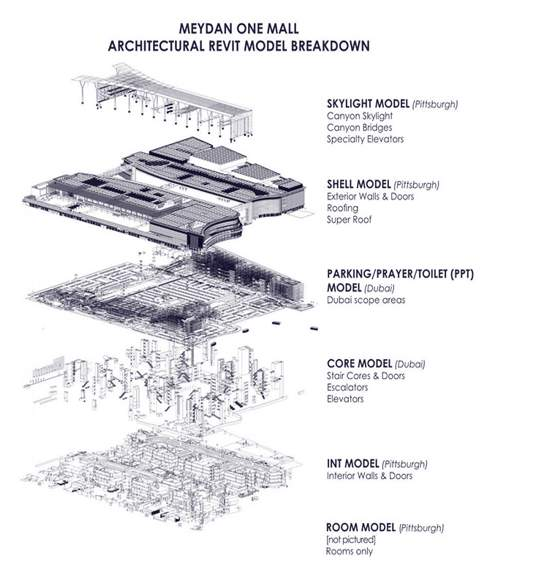 MEYDAN ONE MALL
ARCHITECTURAL REVIT MODEL BREAKDOWN
SKYLIGHT MODEL (Pittsburgh)
Canyon Skylight
Canyon Bridges
Specialty Elevators
SHELL MODEL (Pittsburgh)
Exterior Walls & Doors
Roofing
Super Roof
PARKING/PRAYER/TOILET (PPT)
MODEL (Dubai)
Dubai scope areas
CORE MODEL (Dubai)
Stair Cores & Doors
Escalators
Elevators
INT MODEL (Pittsburgh)
Interior Walls & Doors
ROOM MODEL (Pittsburgh)
[not pictured]
Rooms only